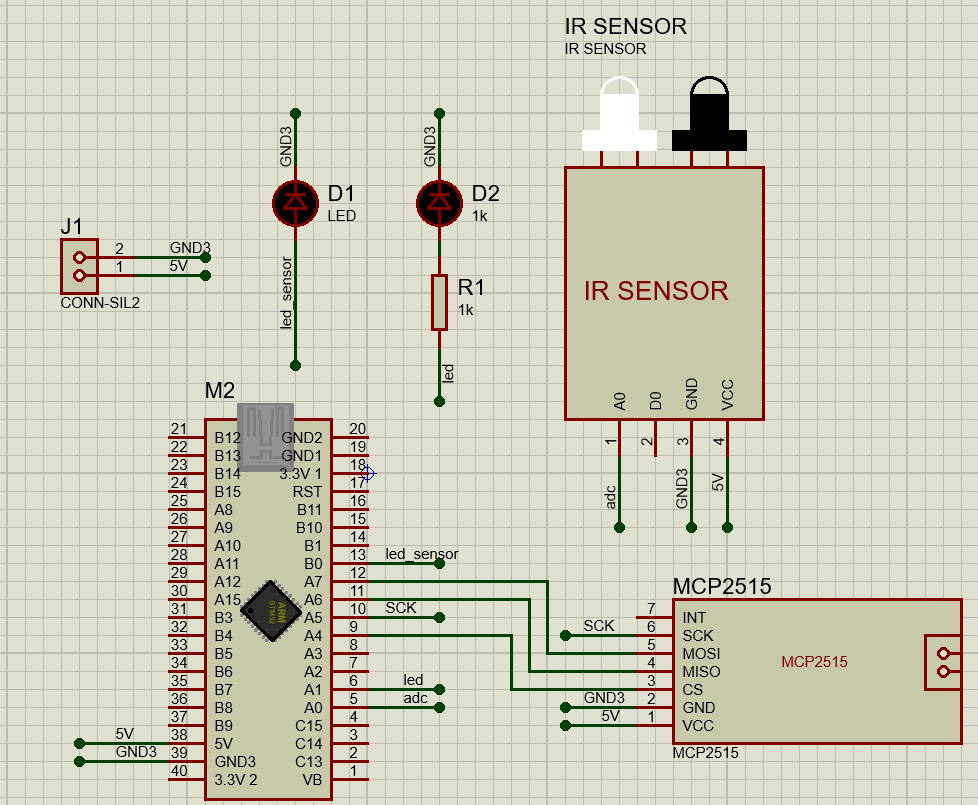 IR SENSOR
IR SENSOR
GND3
D1
LED
led_sensor
GND3
D2
1k
R1
1k
led
J1
2
GND3
1
5V
CONN-SIL2
IR SENSOR
A0
D0
GND
VCC
1
2
3
4
adc
GND3
5V
M2
21 B12 GND2 20
22 B13 GND1 19
23 B14 3.3V 1 18
24 B15 RST 17
25 A8 B11 16
26 A9 B10 15
27 A10 B1 14
28 A11 B0 13 led_sensor
29 A12 A7 12
30 A15 A6 11
31 B3 A5 10 SCK
32 B4 A4 9
33 B5 A3 8
34 B6 A2 7
35 B7 A1 6 led
36 B8 A0 5 adc
37 B9 C15 4
5V 38 5V C14 3
GND3 39 GND3 C13 2
40 3.3V 2 VB 1
ARM
STM32
MCP2515
7 INT
SCK 6 SCK
5 MOSI
4 MISO
3 CS
GND3 2 GND
5V 1 VCC
MCP2515
MCP2515